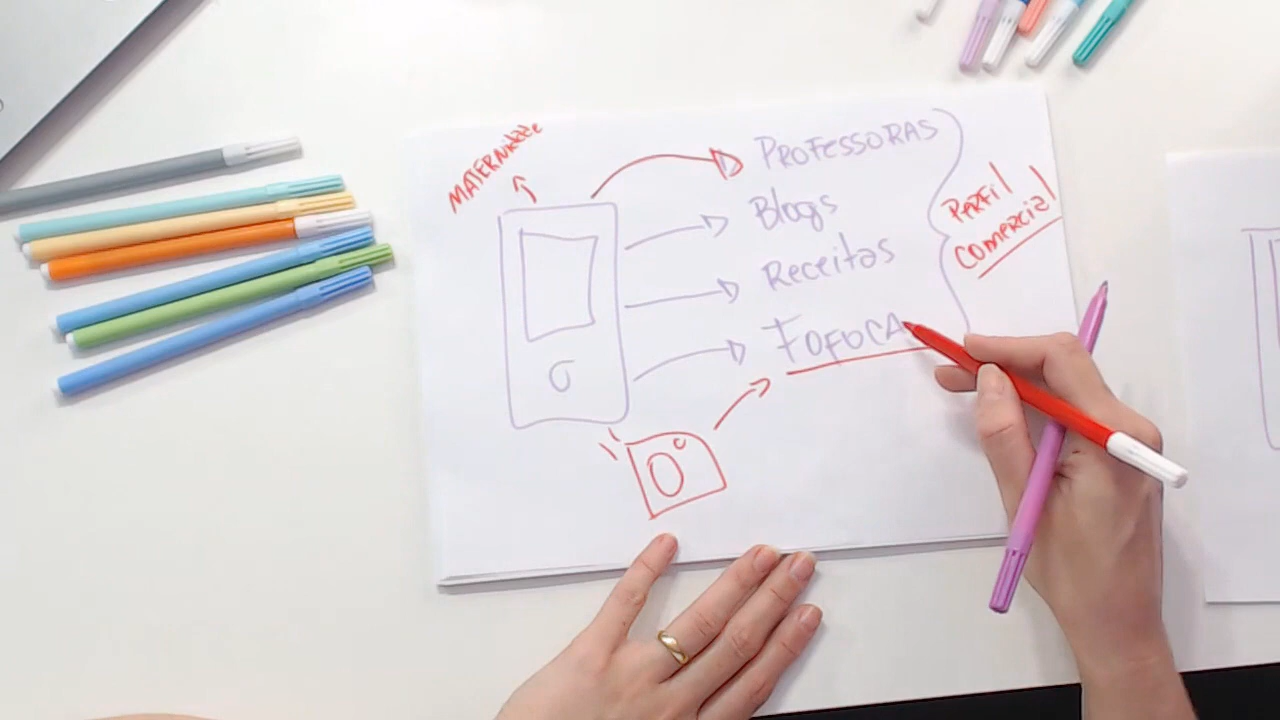 MATERNidade
PROFESSORAS
Blogs
Receitas
FOFOCA
PERFil
comercial